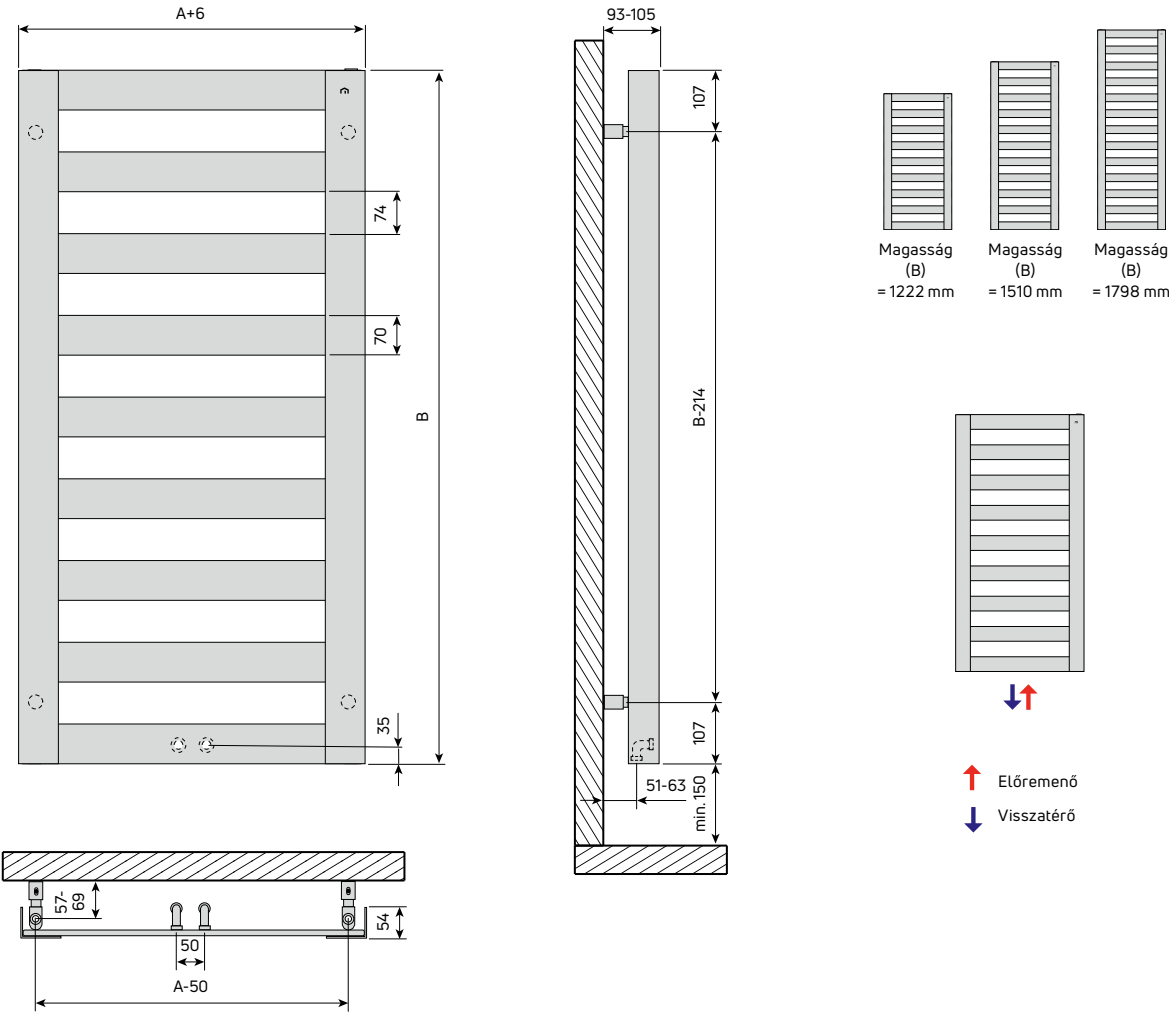 A+6
74
70
B
35
57-
69
54
50
A-50
93-105
107
B-214
107
51-63
min. 150
Magasság
(B)
= 1222 mm
Magasság
(B)
= 1510 mm
Magasság
(B)
= 1798 mm
Előremenő
Visszatérő